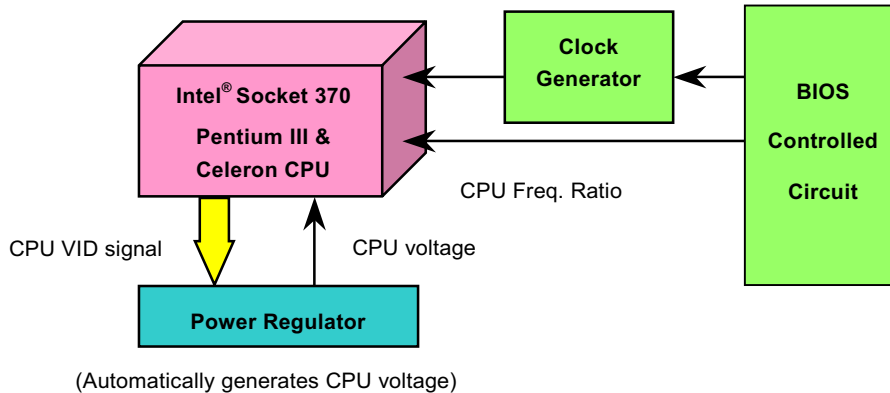 Intel® Socket 370
Pentium III &
Celeron CPU
Clock
Generator
BIOS
Controlled
Circuit
CPU Freq. Ratio
CPU VID signal
CPU voltage
Power Regulator
(Automatically generates CPU voltage)